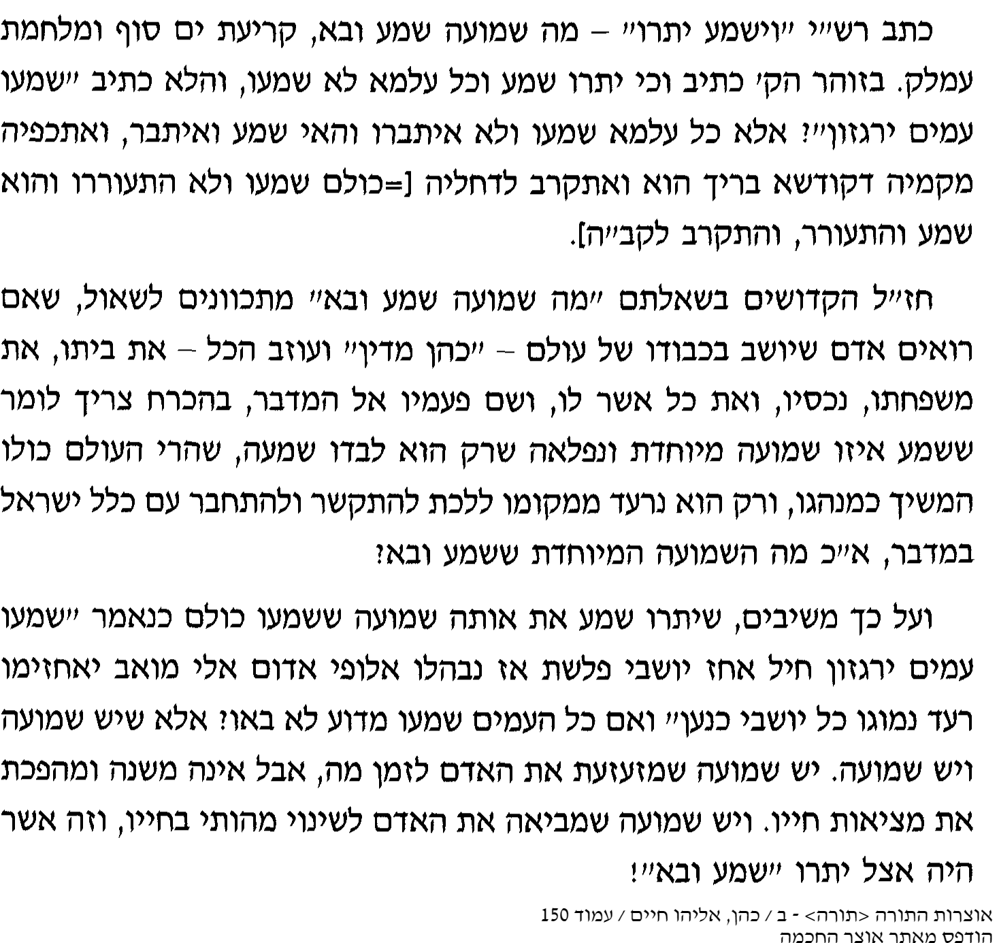 כתב רש״י ״וישמע יתרו״ – מה שמועה שמע ובא, קריעת ים סוף ומלחמת
עמלק. בזוהר הק׳ כתיב וכי יתרו שמע וכל עלמא לא שמעו, והלא כתיב ״שמעו
עמים ירגזון״? אלא כל עלמא שמעו ולא איתברו והאי שמע ואיתבר, ואתכפיה
מקמיה דקודשא בריך הוא ואתקרב לדחליה [=כולם שמעו ולא התעוררו והוא
שמע והתעורר, והתקרב לקב״ה].
חז״ל הקדושים בשאלתם ״מה שמועה שמע ובא״ מתכוונים לשאול, שאם
רואים אדם שיושב בכבודו של עולם – ״כהן מדין״ ועוזב הכל – את ביתו, את
משפחתו, נכסיו, ואת כל אשר לו, ושם פעמיו אל המדבר, בהכרח צריך לומר
ששמע איזו שמועה מיוחדת ונפלאה שרק הוא לבדו שמעה, שהרי העולם כולו
המשיך כמנהגו, ורק הוא נרעד ממקומו ללכת להתקשר ולהתחבר עם כלל ישראל
במדבר, א״כ מה השמועה המיוחדת ששמע ובא?
ועל כך משיבים, שיתרו שמע את אותה שמועה ששמעו כולם כנאמר ״שמעו
עמים ירגזון חיל אחז יושבי פלשת אז נבהלו אלופי אדום אלי מואב יאחזימו
רעד נמוגו כל יושבי כנען״ ואם כל העמים שמעו מדוע לא באו? אלא שיש שמועה
ויש שמועה. יש שמועה שמזעזעת את האדם לזמן מה, אבל אינה משנה ומהפכת
את מציאות חייו. ויש שמועה שמביאה את האדם לשינוי מהותי בחייו, וזה אשר
היה אצל יתרו ״שמע ובא״!
אוצרות התורה <תורה> - ב / כהן, אליהו חיים / עמוד 150
הודפס מאתר אוצר החכמה